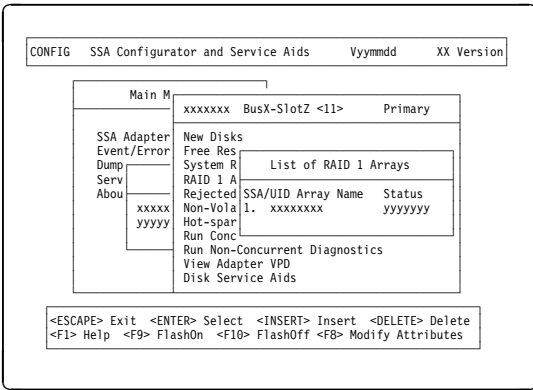 CONFIG SSA Configurator and Service Aids Vyymmdd XX Version
Main M
xxxxxxx BusX-SlotZ <11> Primary
SSA Adapter
Event/Error
Dump
Serv
Abou
xxxxx
yyyyy
New Disks
Free Res
System R
RAID 1 A
Rejected
Non-Vola
Hot-spar
Run Conc
Run Non-Concurrent Diagnostics
View Adapter VPD
Disk Service Aids
List of RAID 1 Arrays
SSA/UID Array Name Status
1. xxxxxxxx yyyyyyy
<ESCAPE> Exit <ENTER> Select <INSERT> Insert <DELETE> Delete
<F1> Help <F9> FlashOn <F10> FlashOff <F8> Modify Attributes